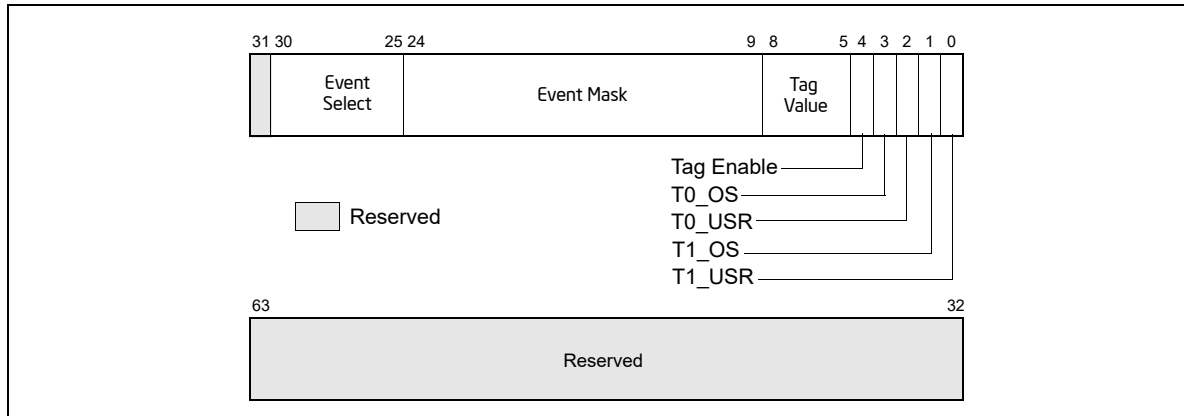 31 30 25 24 9 8 5 4 3 2 1 0
Event
Select
Event Mask
Tag
Value
Tag Enable
T0_OS
Reserved
T0_USR
T1_OS
T1_USR
63 32
Reserved